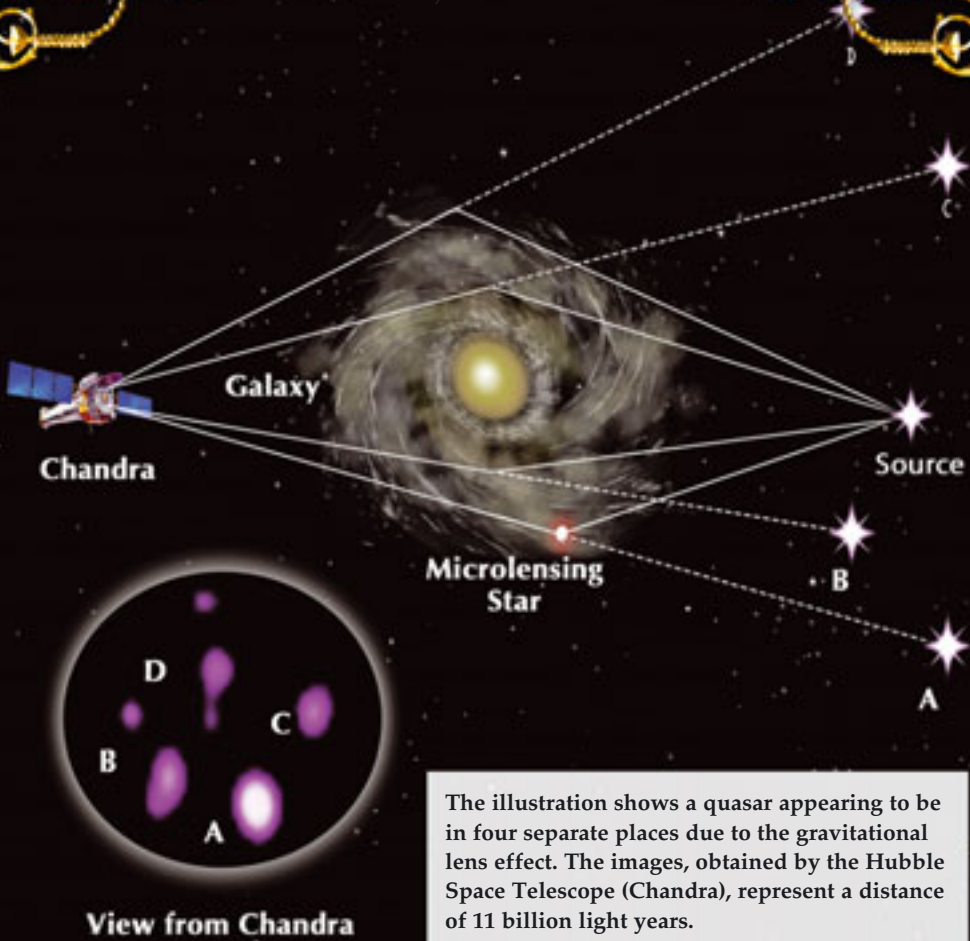 D
C
Galaxy
Chandra
Source
Microlensing
Star
B
A
D
C
B
A
View from Chandra
The illustration shows a quasar appearing to be
in four separate places due to the gravitational
lens effect. The images, obtained by the Hubble
Space Telescope (Chandra), represent a distance
of 11 billion light years.